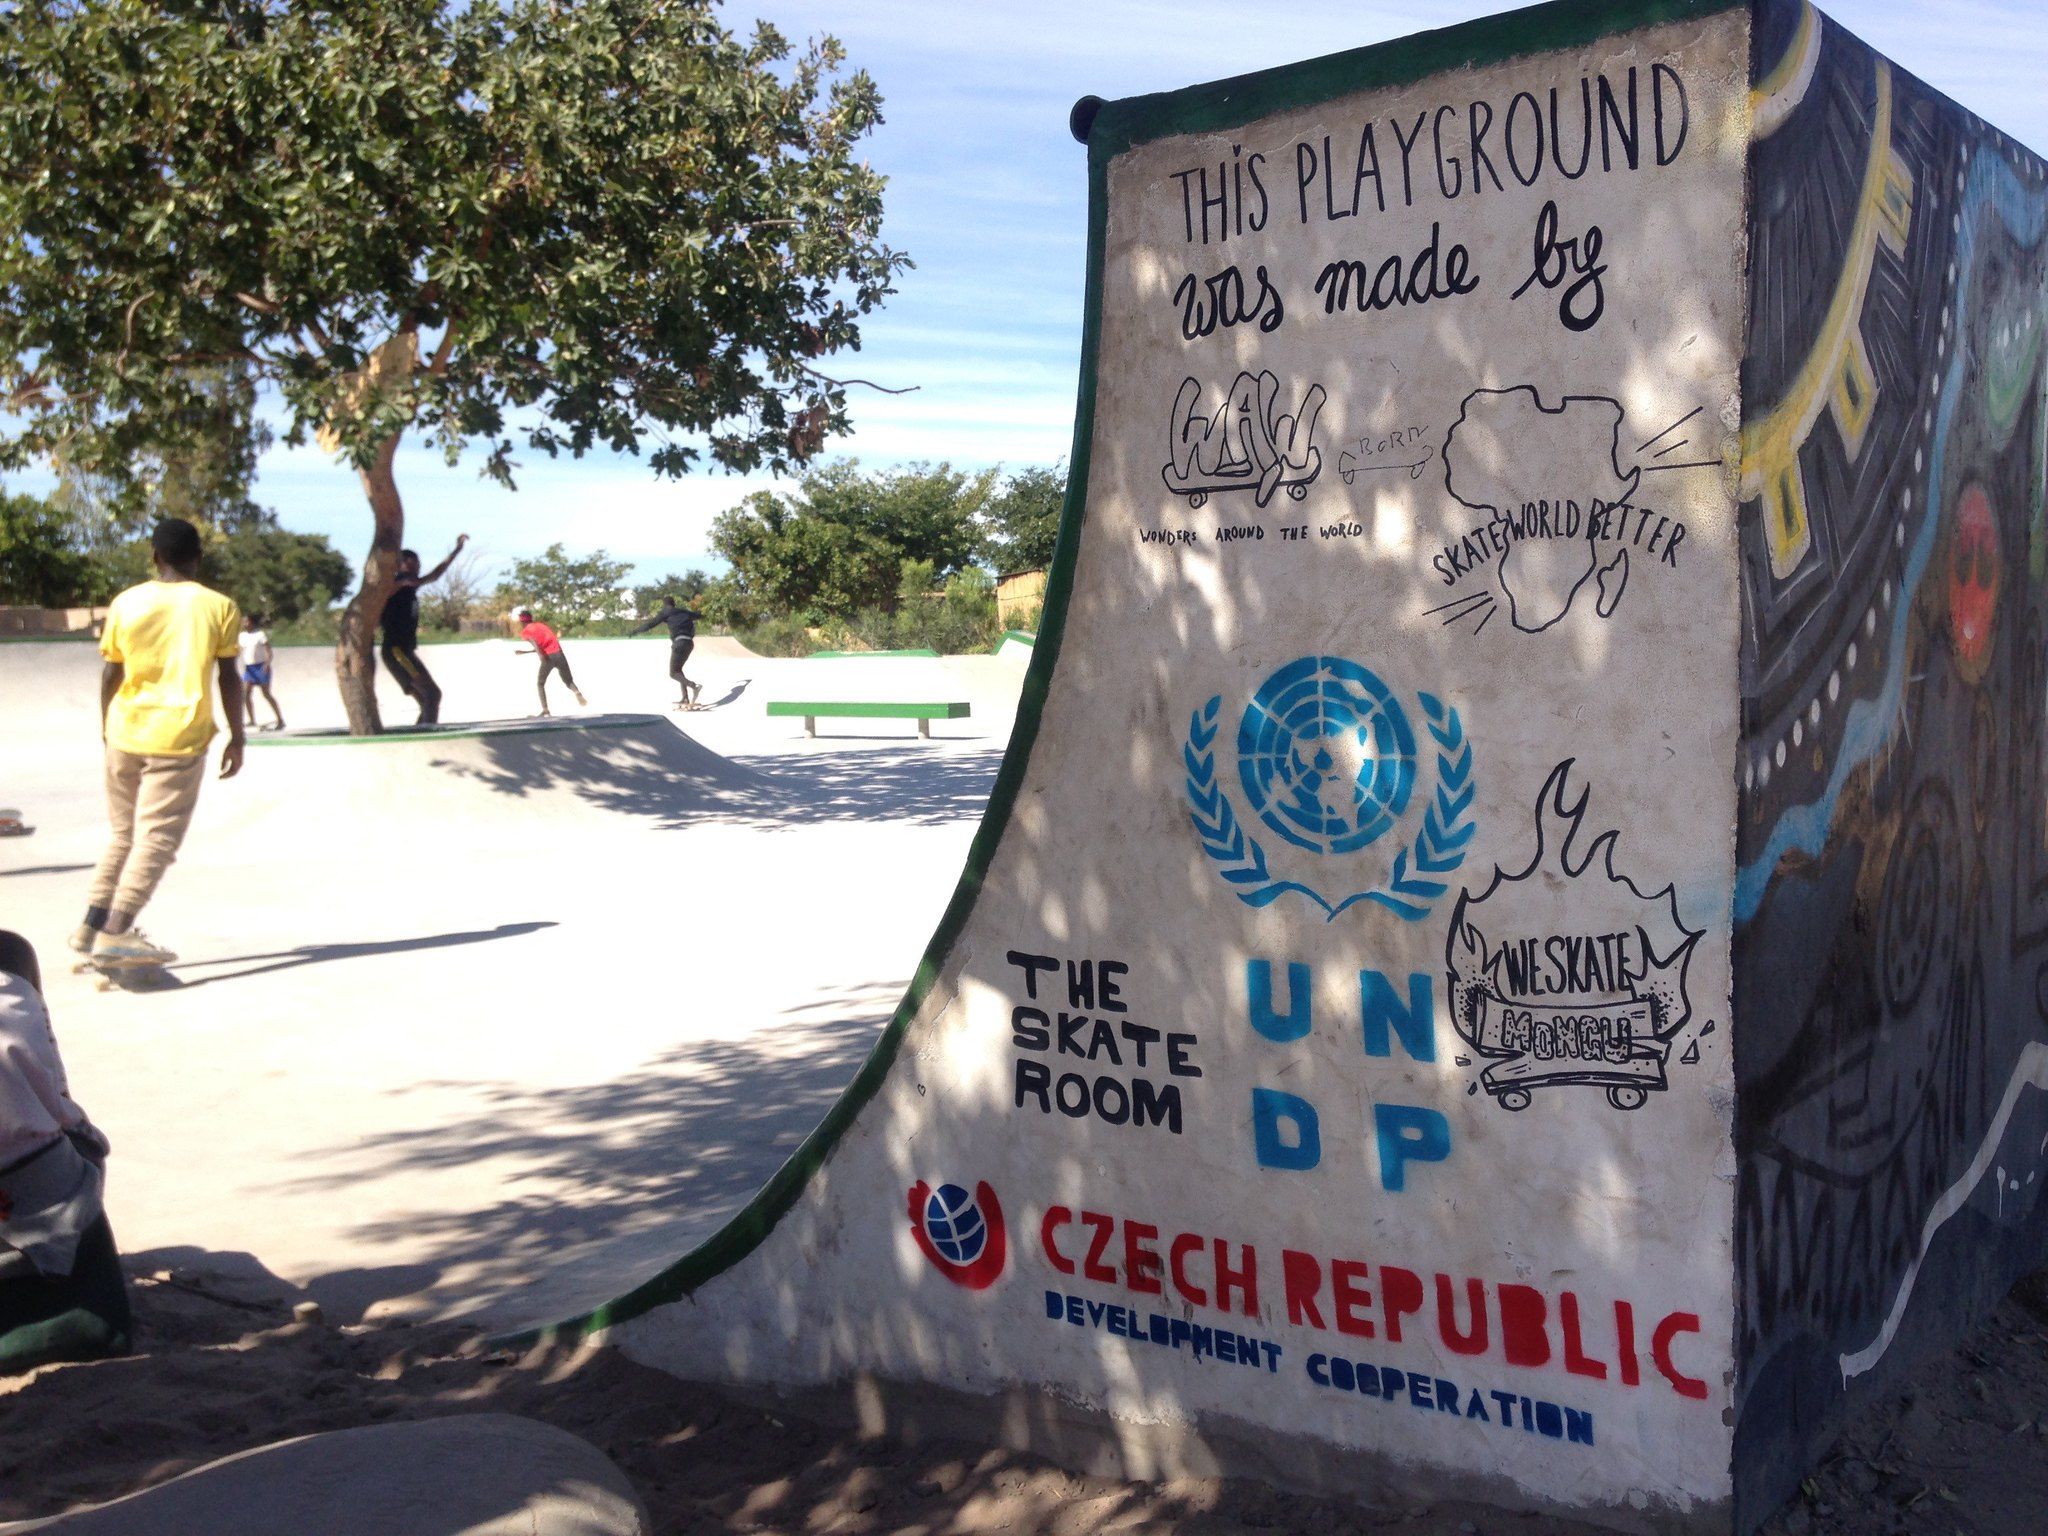 THiS PLAYGROUND
was made by
WAW
BORN
WONDERS AROUND THE WORLD
SKATE WORLD BETTER
THE
SKATE
ROOM
U N
D P
WESKATE
MONGU
CZECH REPUBLIC
DEVELOPMENT COOPERATION